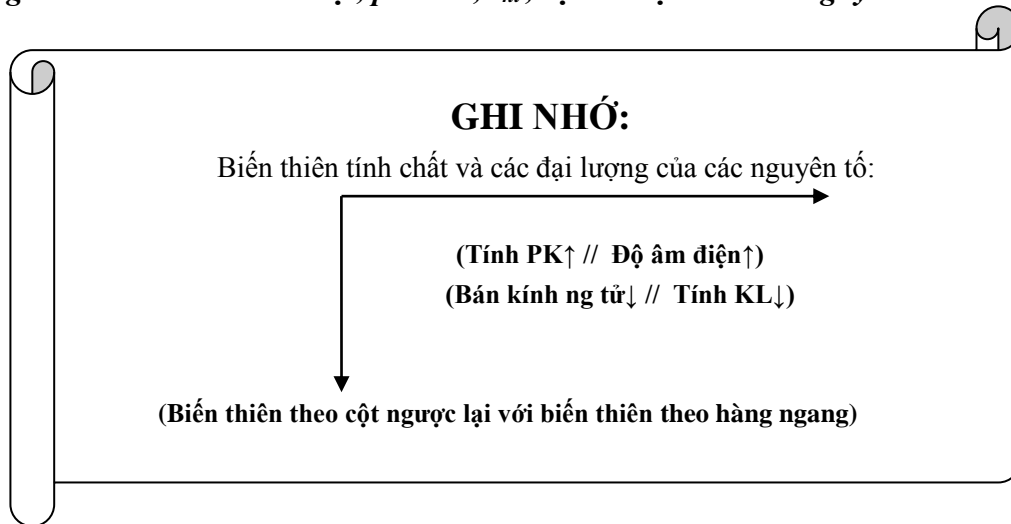 GHI NHỚ:
Biến thiên tính chất và các đại lượng của các nguyên tố:
(Tính PK↑ // Độ âm điện↑)
(Bán kính ng tử↓ // Tính KL↓)
(Biến thiên theo cột ngược lại với biến thiên theo hàng ngang)